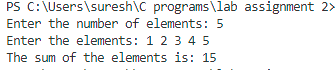 PS C:\Users\suresh\C programs\lab assignment 2>
Enter the number of elements: 5
Enter the elements: 1 2 3 4 5
The sum of the elements is: 15